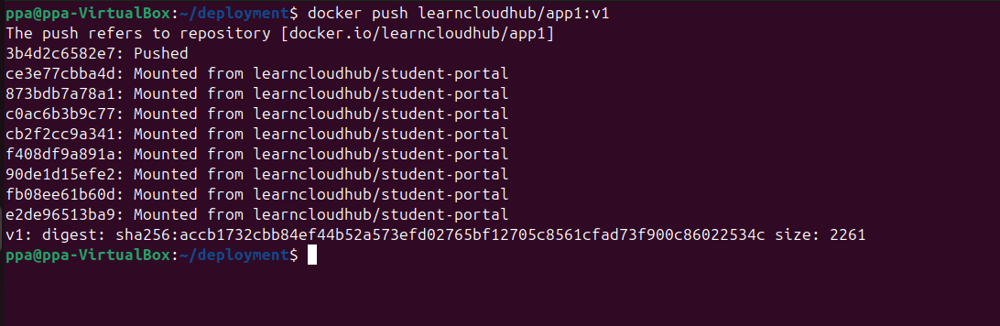 ppa@ppa-VirtualBox:~/deployment$ docker push learncloudhub/app1:v1
The push refers to repository [docker.io/learncloudhub/app1]
3b4d2c6582e7: Pushed
ce3e77cbba4d: Mounted from learncloudhub/student-portal
873bdb7a78a1: Mounted from learncloudhub/student-portal
c0ac6b3b9c77: Mounted from learncloudhub/student-portal
cb2f2cc9a341: Mounted from learncloudhub/student-portal
f408df9a891a: Mounted from learncloudhub/student-portal
90de1d15efe2: Mounted from learncloudhub/student-portal
fb08ee61b60d: Mounted from learncloudhub/student-portal
e2de96513ba9: Mounted from learncloudhub/student-portal
v1: digest: sha256:accb1732cbb84ef44b52a573efd02765bf12705c8561cfad73f900c86022534c size: 2261
ppa@ppa-VirtualBox:~/deployment$